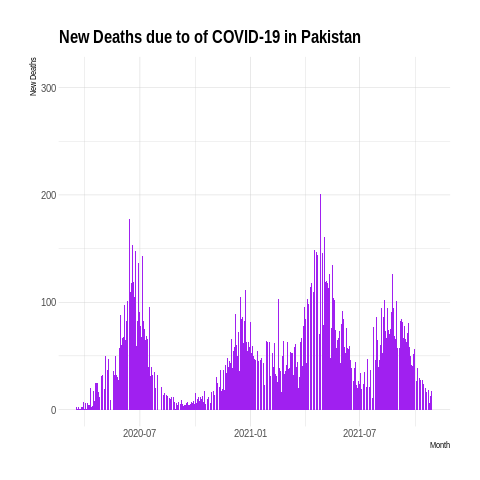 New Deaths due to of COVID-19 in Pakistan
New Deaths
300
200
100
0
2020-07
2021-01
2021-07
Month